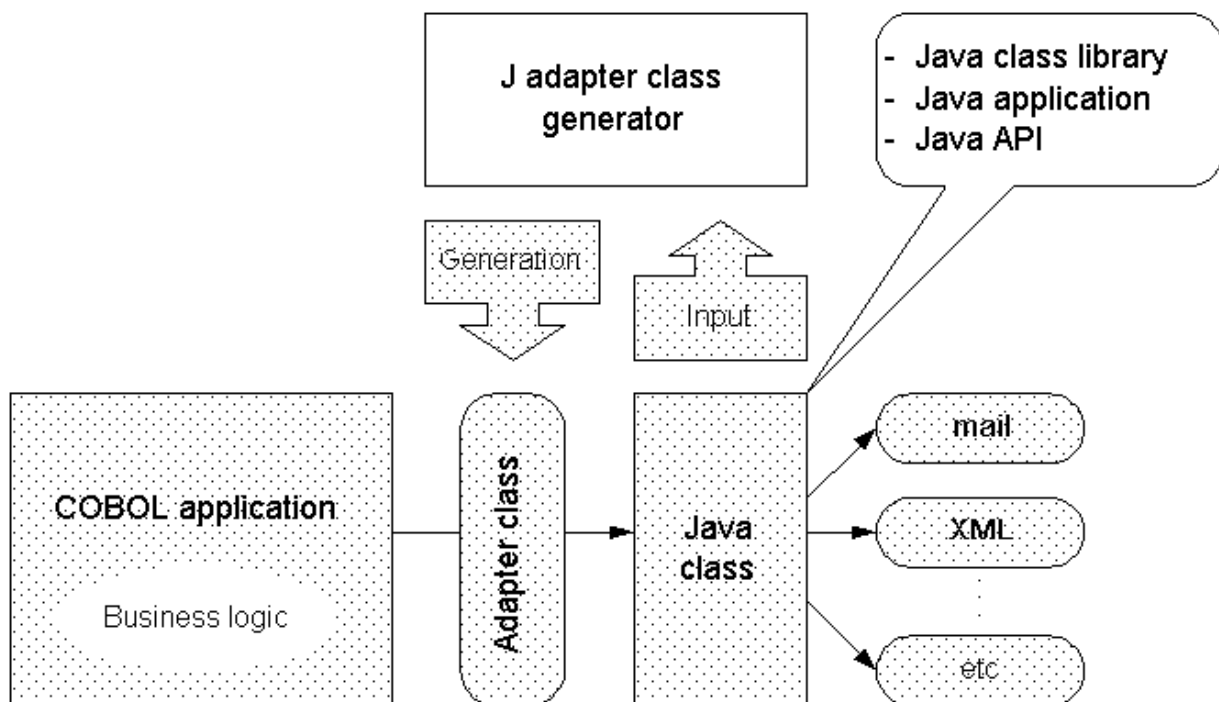 J adapter class
generator
- Java class library
- Java application
- Java API
Generation
Input
COBOL application
Business logic
Adapter class
Java
class
mail
XML
etc